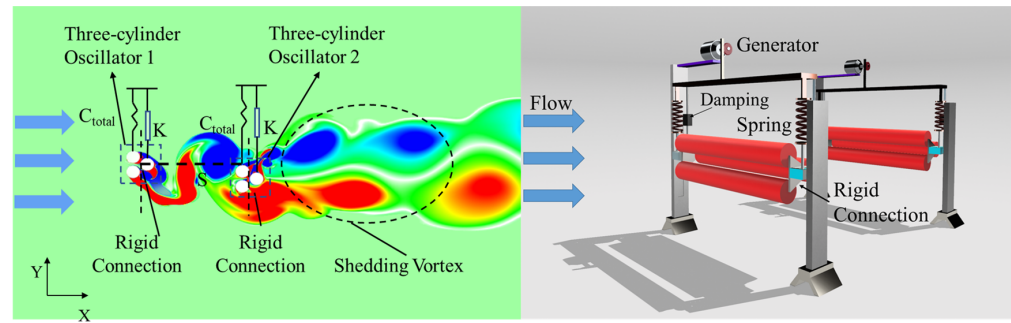 Three-cylinder
Oscillator 1
Three-cylinder
Oscillator 2
C_total
K
C_total
K
S
Rigid
Connection
Rigid
Connection
Shedding Vortex
Y
X
Generator
Flow
Damping
Spring
Rigid
Connection